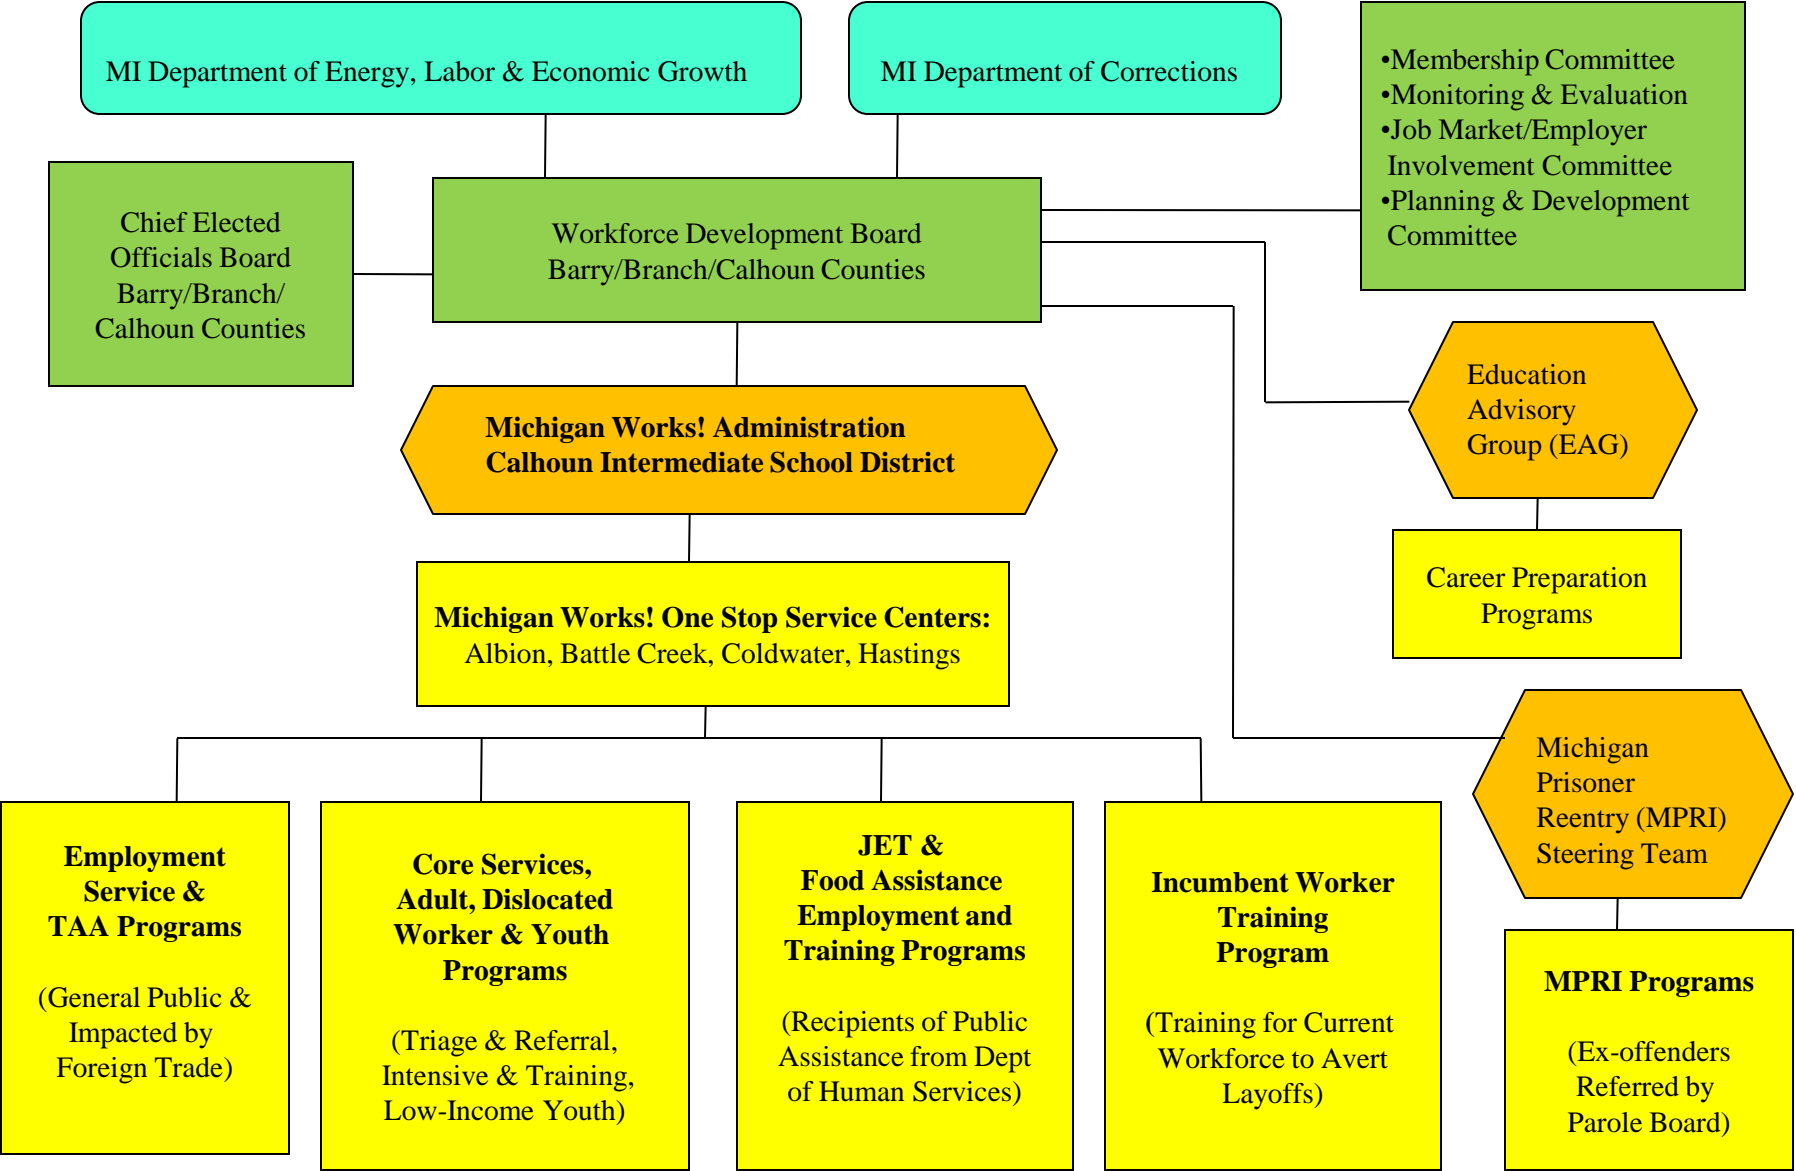 MI Department of Energy, Labor & Economic Growth
MI Department of Corrections
•Membership Committee
•Monitoring & Evaluation
•Job Market/Employer
Involvement Committee
•Planning & Development
Committee
Chief Elected
Officials Board
Barry/Branch/
Calhoun Counties
Workforce Development Board
Barry/Branch/Calhoun Counties
Education
Advisory
Group (EAG)
Michigan Works! Administration
Calhoun Intermediate School District
Career Preparation
Programs
Michigan Works! One Stop Service Centers:
Albion, Battle Creek, Coldwater, Hastings
Michigan
Prisoner
Reentry (MPRI)
Steering Team
Employment
Service &
TAA Programs
(General Public &
Impacted by
Foreign Trade)
Core Services,
Adult, Dislocated
Worker & Youth
Programs
(Triage & Referral,
Intensive & Training,
Low-Income Youth)
JET &
Food Assistance
Employment and
Training Programs
(Recipients of Public
Assistance from Dept
of Human Services)
Incumbent Worker
Training
Program
(Training for Current
Workforce to Avert
Layoffs)
MPRI Programs
(Ex-offenders
Referred by
Parole Board)